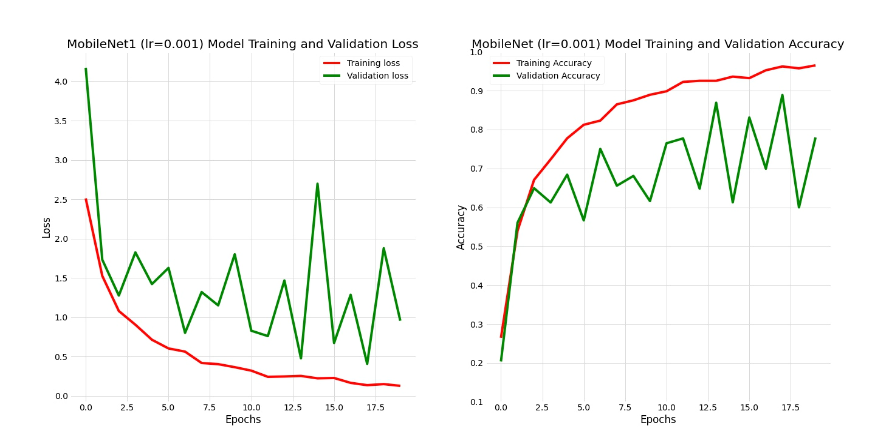 MobileNet1 (lr=0.001) Model Training and Validation Loss
Training loss
Validation loss
4.0
3.5
3.0
2.5
2.0
1.5
1.0
0.5
0.0
Loss
0.0 2.5 5.0 7.5 10.0 12.5 15.0 17.5
Epochs
MobileNet (lr=0.001) Model Training and Validation Accuracy
Training Accuracy
Validation Accuracy
1.0
0.9
0.8
0.7
0.6
0.5
0.4
0.3
0.2
0.1
Accuracy
0.0 2.5 5.0 7.5 10.0 12.5 15.0 17.5
Epochs